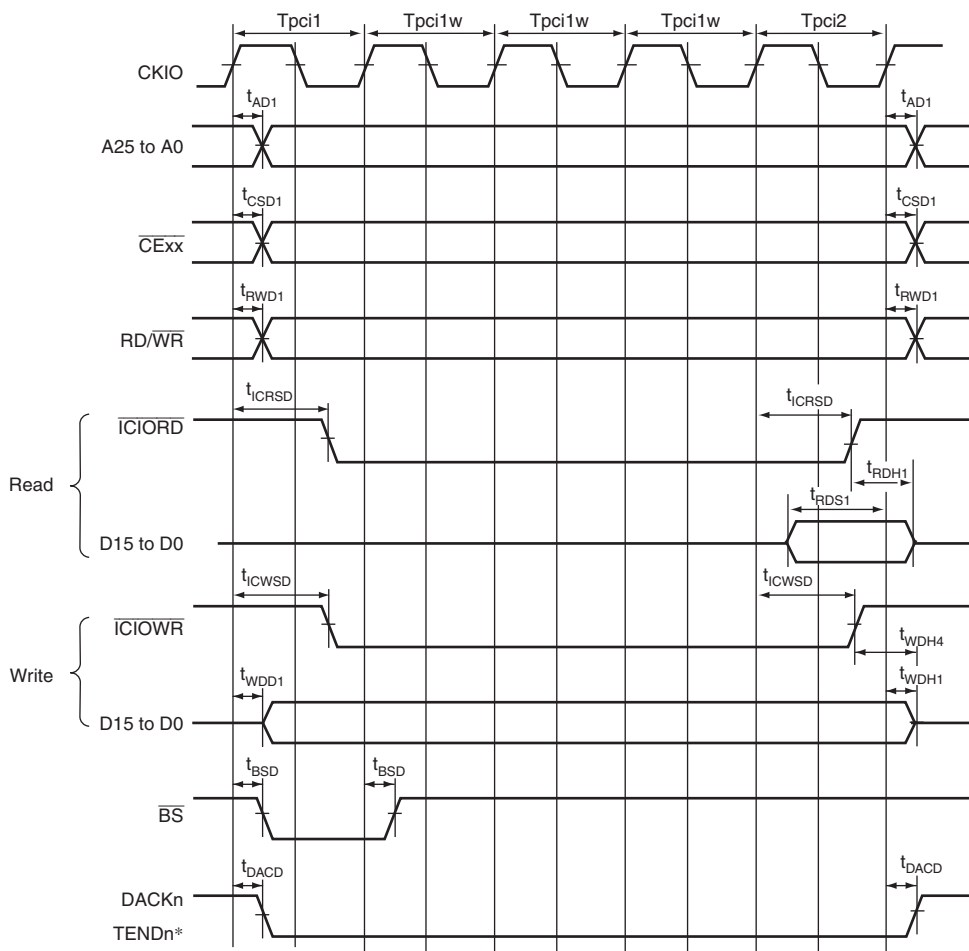 Tpci1 Tpci1w Tpci1w Tpci1w Tpci2
CKIO
tAD1 tAD1
A25 to A0
tCSD1 tCSD1
CExx
tRWD1 tRWD1
RD/WR
tICRSD tICRSD
ICIORD
tRDH1
Read
tRDS1
D15 to D0
tICWSD tICWSD
ICIOWR
tWDH4
Write
tWDD1 tWDH1
D15 to D0
tBSD tBSD
BS
tDACD tDACD
DACKn
TENDn*